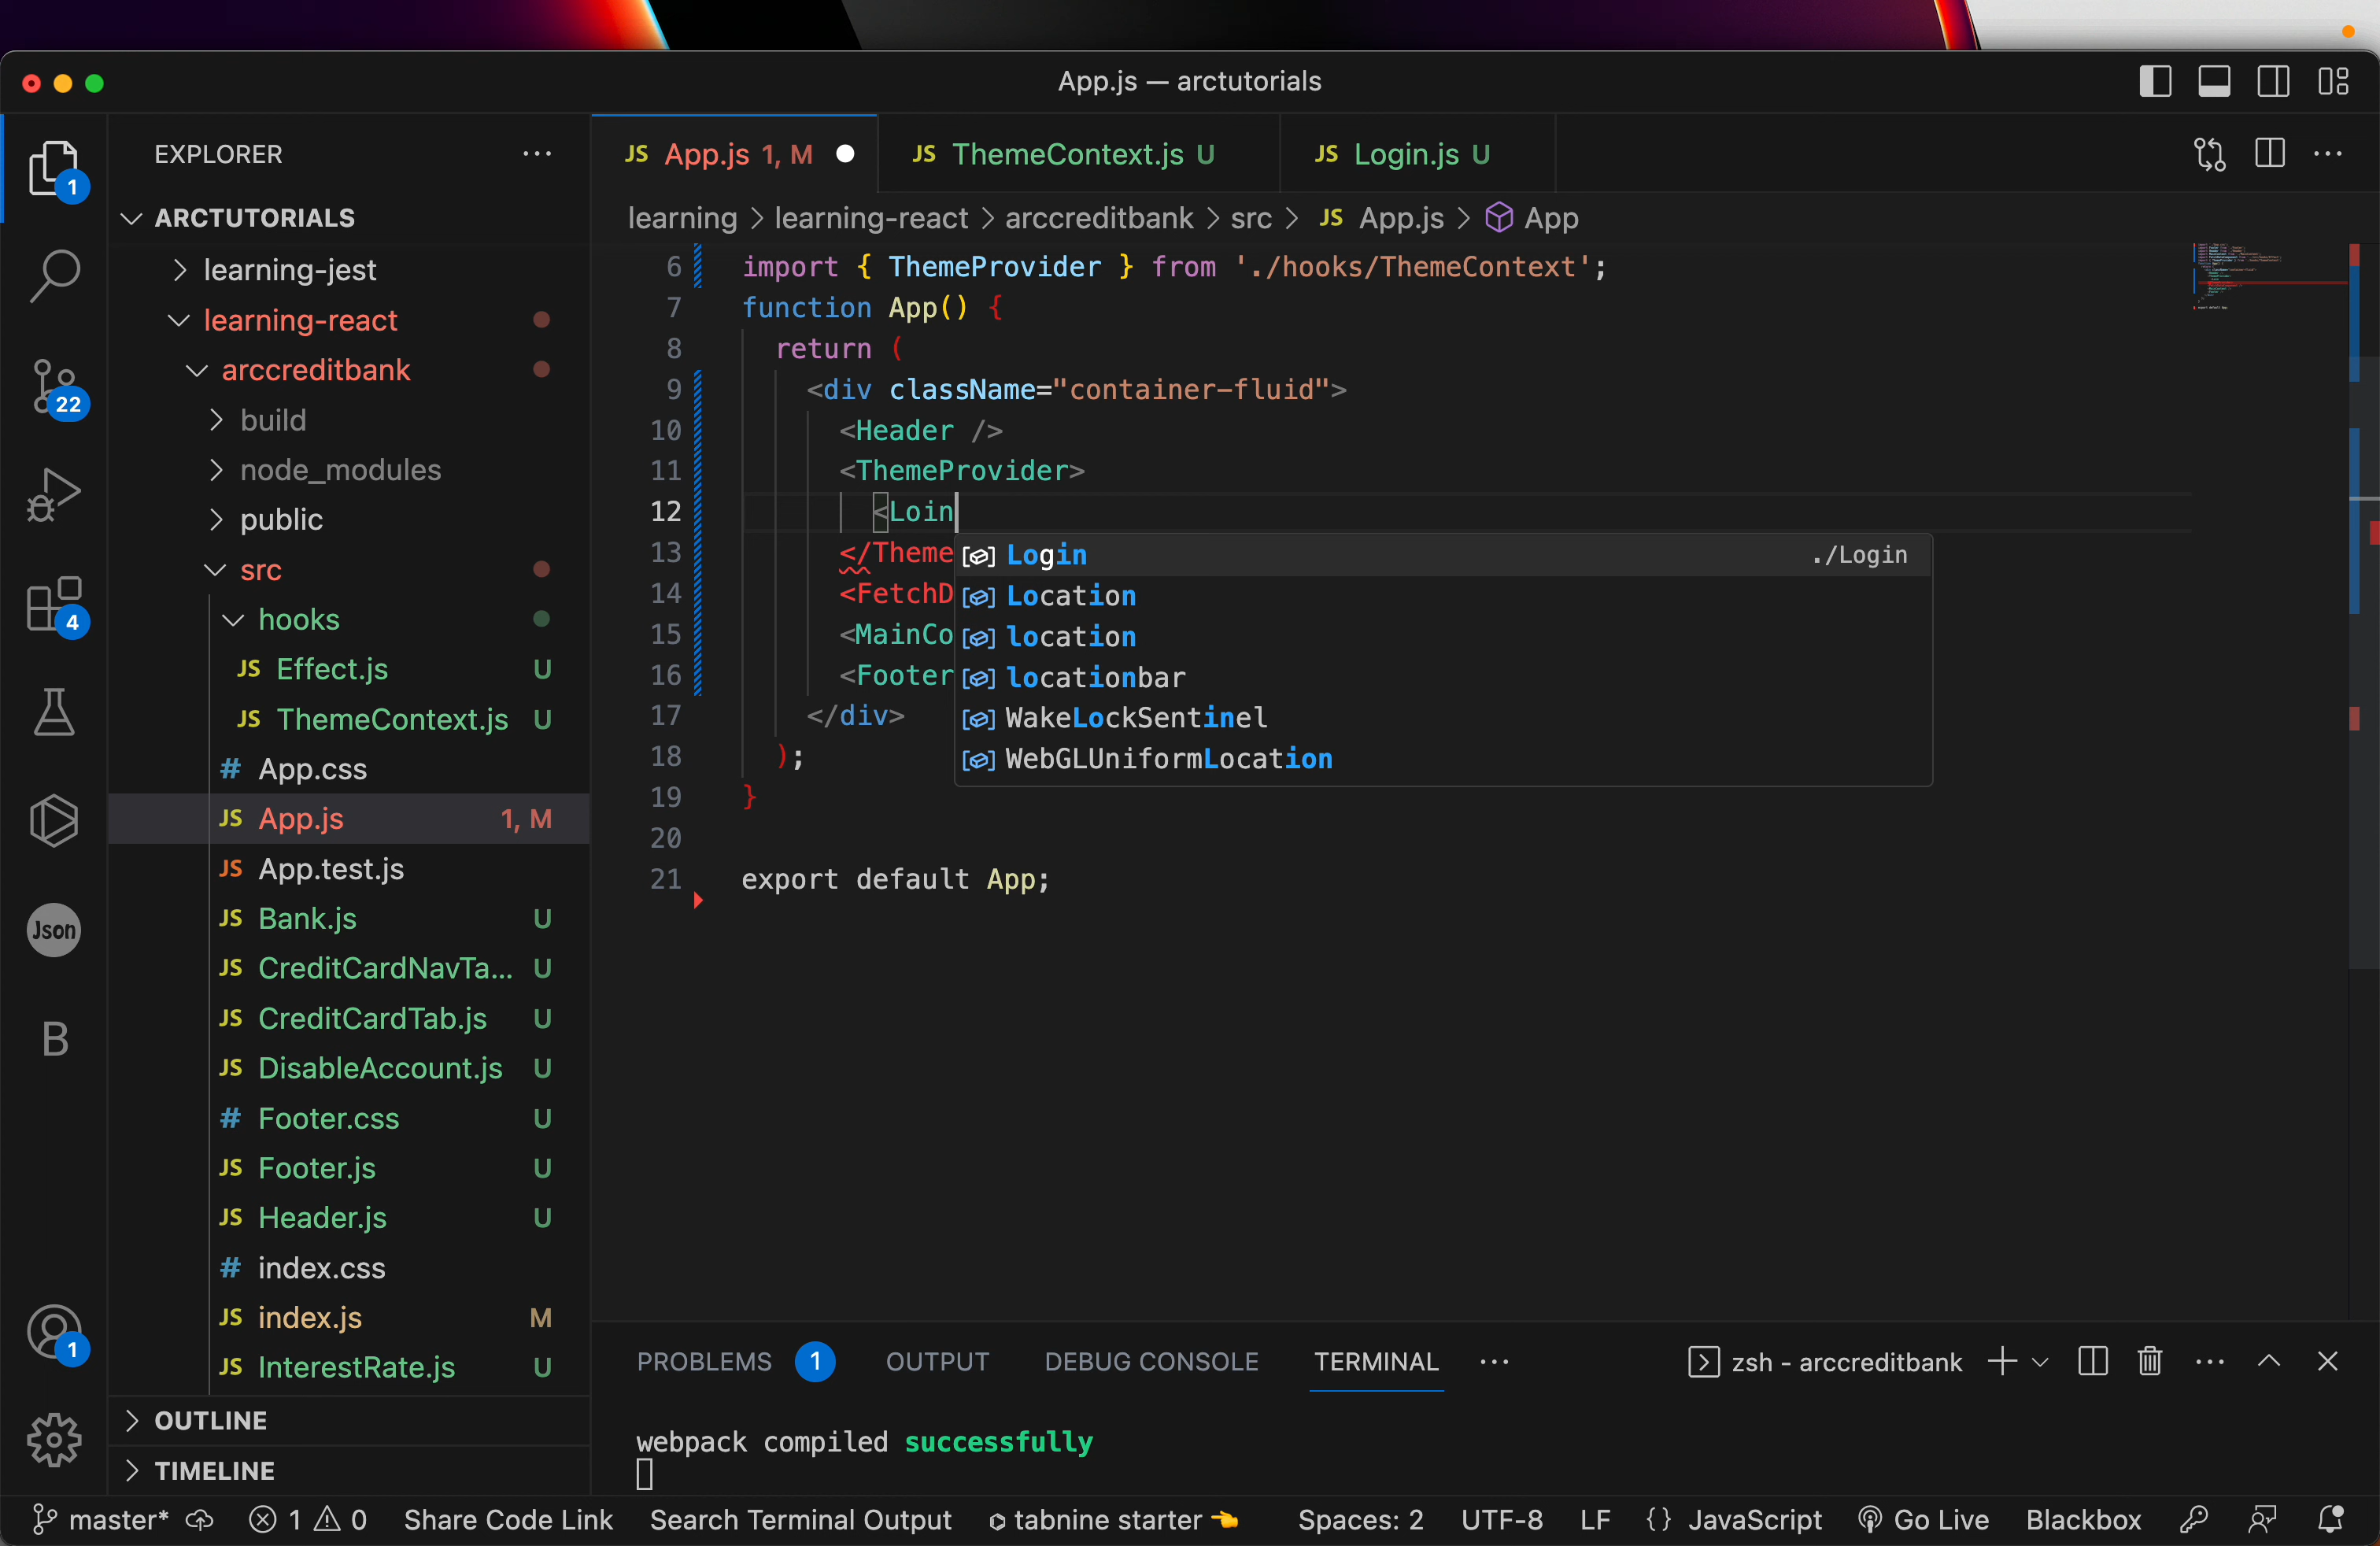 App.js — arctutorials
EXPLORER
ARCTUTORIALS
learning-jest
learning-react
arccreditbank
build
node_modules
public
src
hooks
JS Effect.js U
JS ThemeContext.js U
# App.css
JS App.js 1, M
JS App.test.js
JS Bank.js U
JS CreditCardNavTa... U
JS CreditCardTab.js U
JS DisableAccount.js U
# Footer.css U
JS Footer.js U
JS Header.js U
# index.css
JS index.js M
JS InterestRate.js U
OUTLINE
TIMELINE
1
22
4
Json
B
1
JS App.js 1, M
JS ThemeContext.js U
JS Login.js U
learning > learning-react > arccreditbank > src > JS App.js > App
6 import { ThemeProvider } from './hooks/ThemeContext';
7 function App() {
8 return (
9 <div className="container-fluid">
10 <Header />
11 <ThemeProvider>
12 <Loin
13 </Theme
14 <FetchD
15 <MainCo
16 <Footer
17 </div>
18 );
19 }
20
21 export default App;
Login ./Login
Location
location
locationbar
WakeLockSentinel
WebGLUniformLocation
PROBLEMS 1 OUTPUT DEBUG CONSOLE TERMINAL
zsh - arccreditbank
webpack compiled successfully
master* 1 0 Share Code Link Search Terminal Output tabnine starter Spaces: 2 UTF-8 LF {} JavaScript Go Live Blackbox